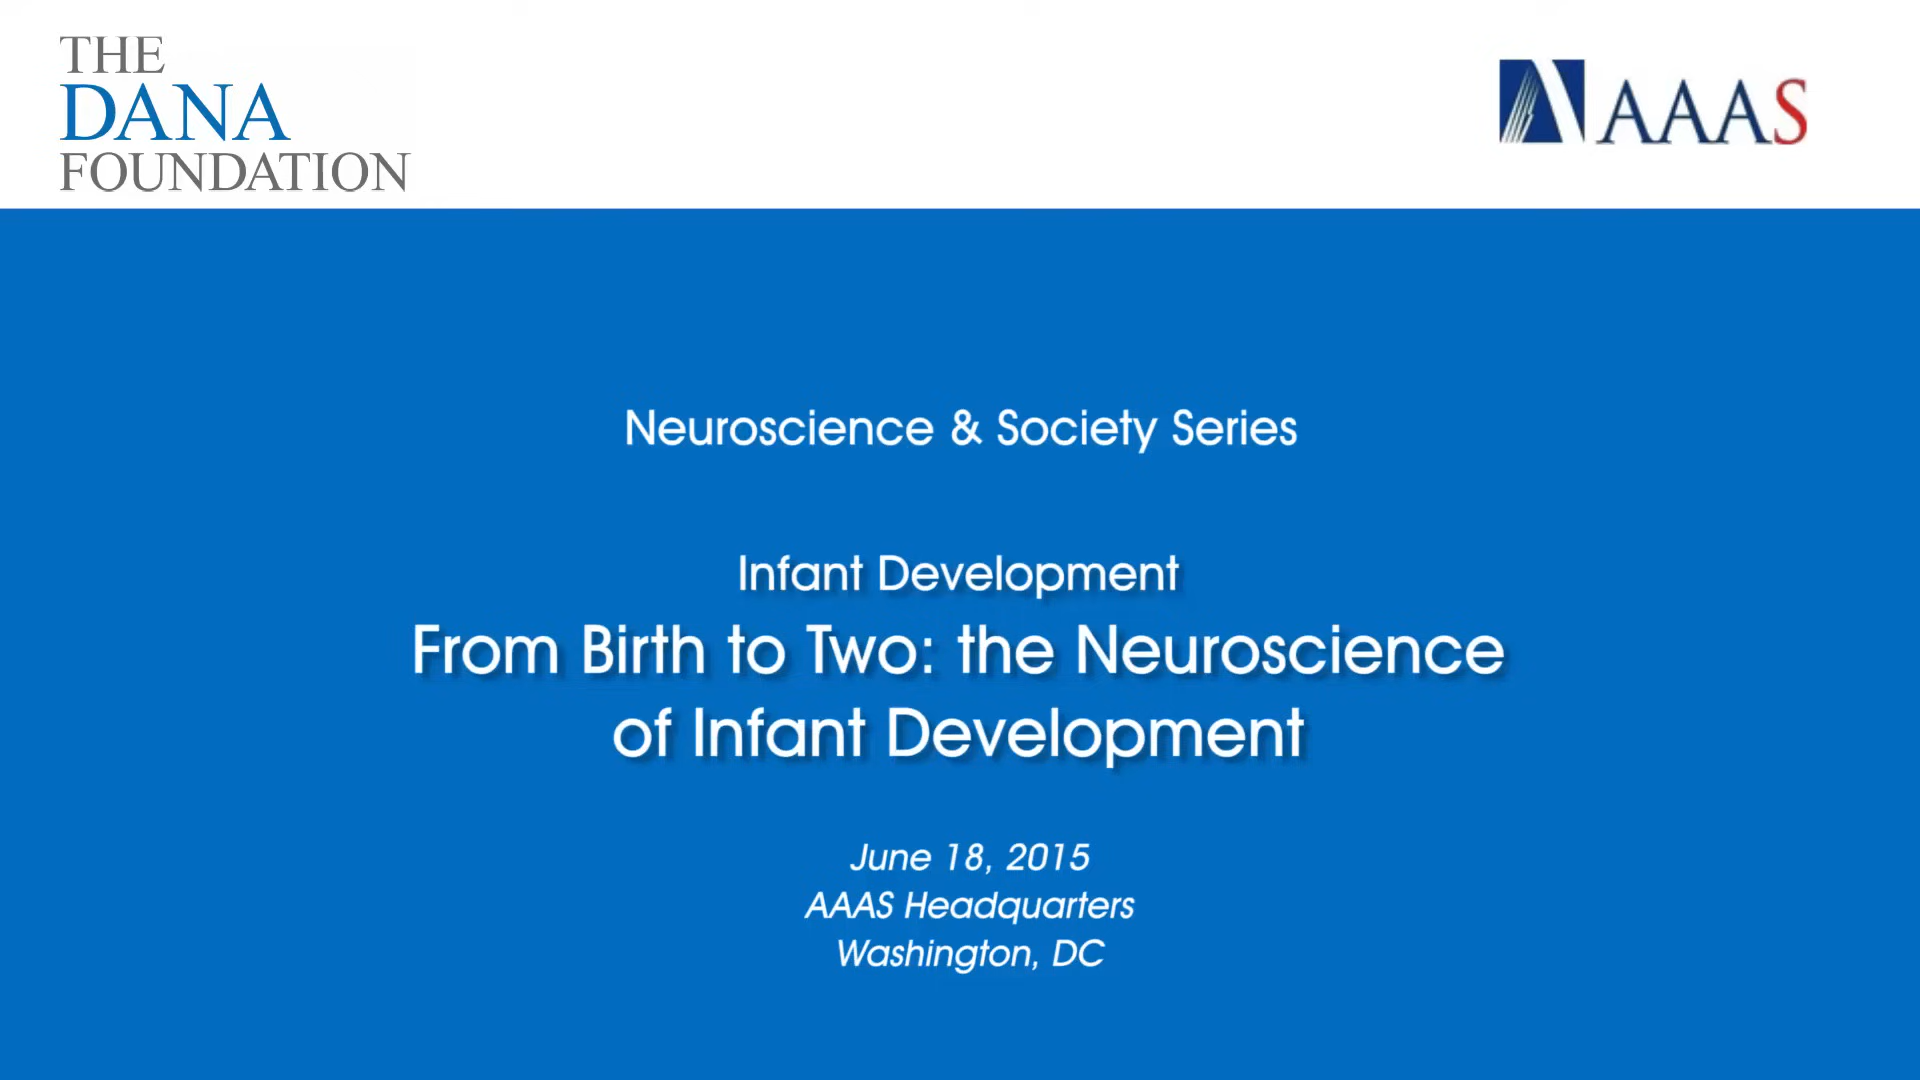 THE
DANA
FOUNDATION
AAAS
Neuroscience & Society Series
Infant Development
From Birth to Two: the Neuroscience
of Infant Development
June 18, 2015
AAAS Headquarters
Washington, DC